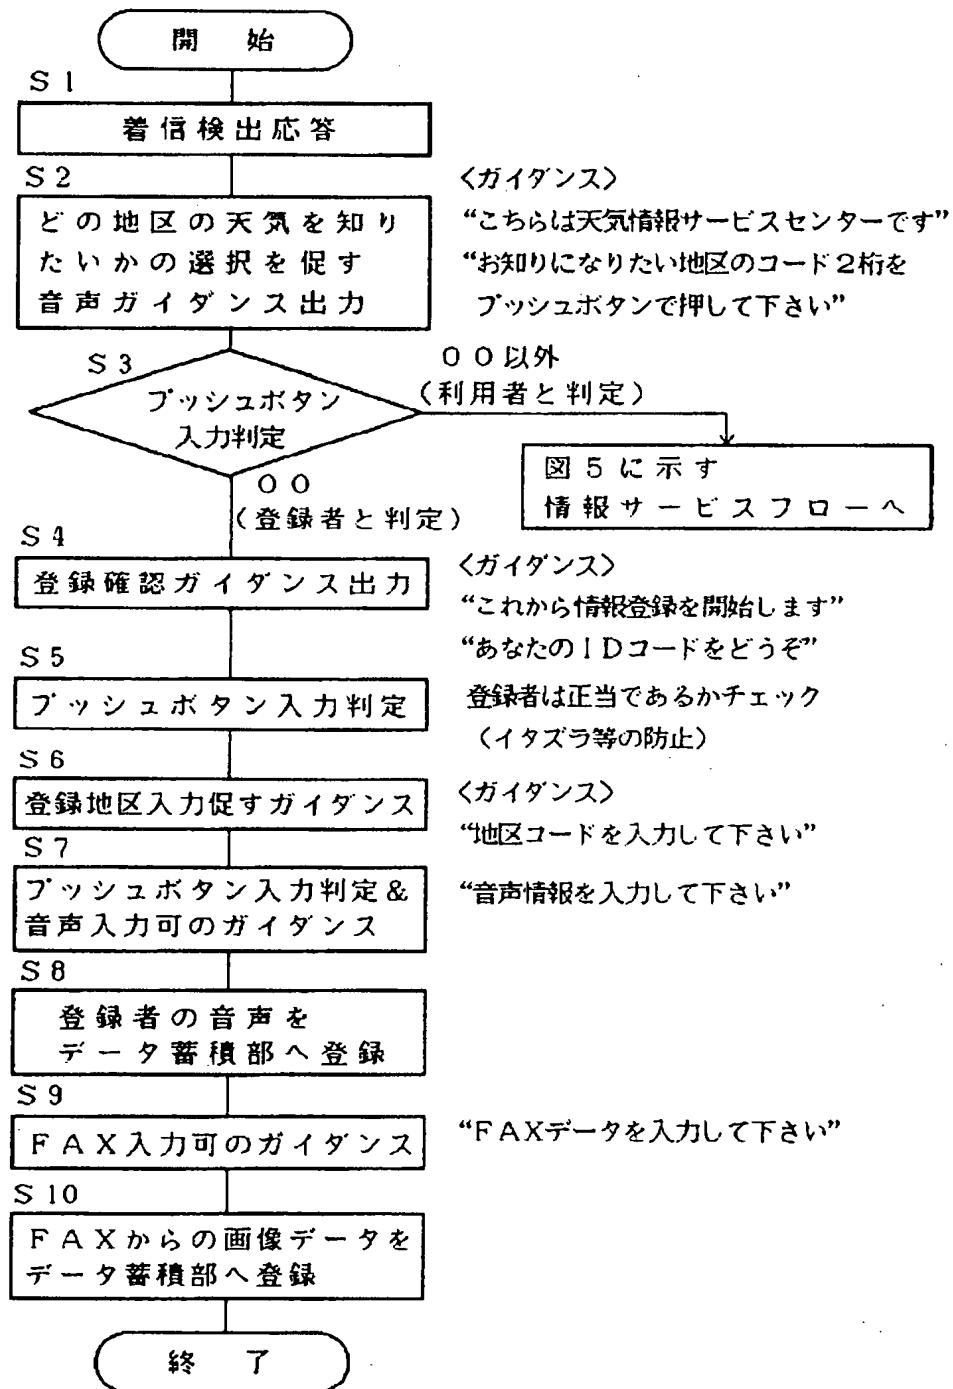 開 始
S1
着信検出応答
S2
どの地区の天気を知り
たいかの選択を促す
音声ガイダンス出力
〈ガイダンス〉
“こちらは天気情報サービスセンターです”
“お知りになりたい地区のコード2桁を
プッシュボタンで押して下さい”
S3
プッシュボタン
入力判定
00以外
(利用者と判定)
図5に示す
情報サービスフローへ
00
(登録者と判定)
S4
登録確認ガイダンス出力
〈ガイダンス〉
“これから情報登録を開始します”
“あなたのIDコードをどうぞ”
S5
プッシュボタン入力判定
登録者は正当であるかチェック
(イタズラ等の防止)
S6
登録地区入力促すガイダンス
〈ガイダンス〉
“地区コードを入力して下さい”
S7
プッシュボタン入力判定&
音声入力可のガイダンス
“音声情報を入力して下さい”
S8
登録者の音声を
データ蓄積部へ登録
S9
FAX入力可のガイダンス
“FAXデータを入力して下さい”
S10
FAXからの画像データを
データ蓄積部へ登録
終 了